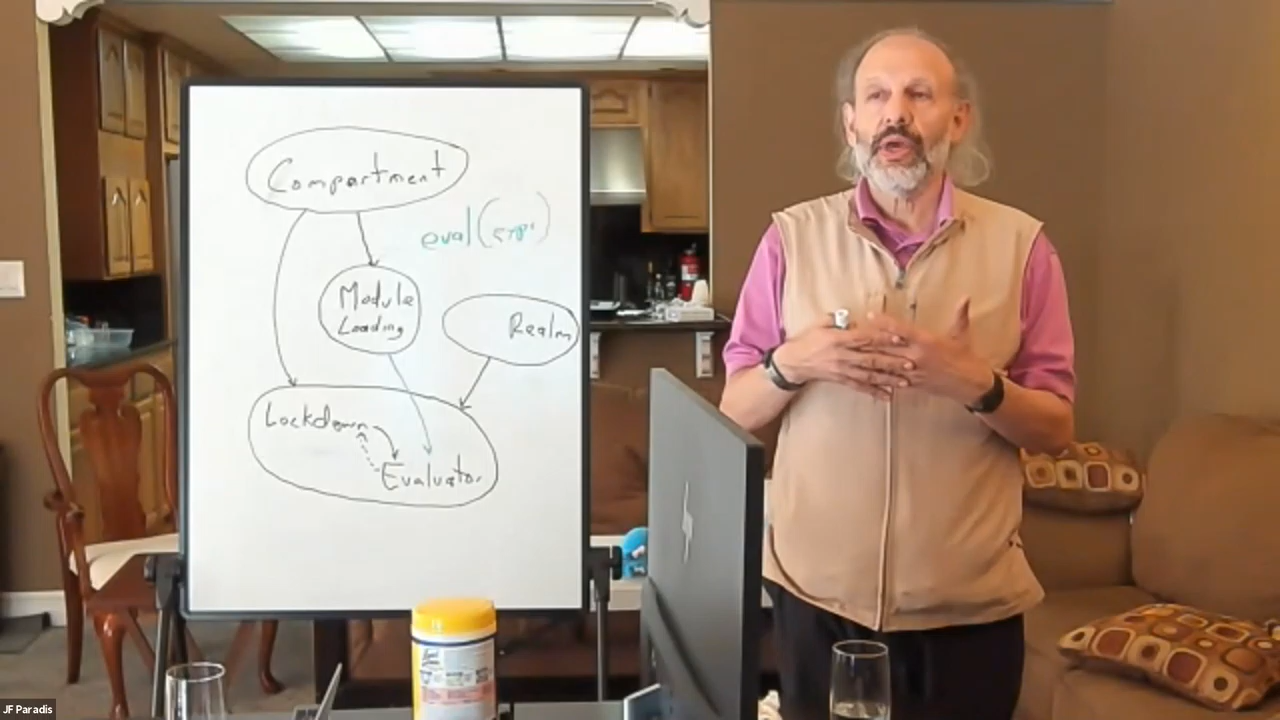 Compartment
eval(
Module
Loading
Realm
Lockdown
Evaluator
JF Paradis